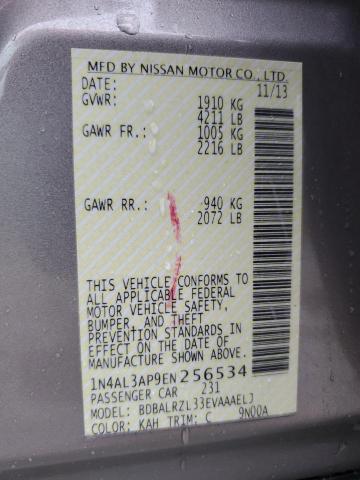 MFD BY NISSAN MOTOR CO., LTD.
DATE: 11/13
GVWR: 1910 KG
4211 LB
GAWR FR.: 1005 KG
2216 LB
GAWR RR.: 940 KG
2072 LB
THIS VEHICLE CONFORMS TO
ALL APPLICABLE FEDERAL
MOTOR VEHICLE SAFETY,
BUMPER, AND THEFT
PREVENTION STANDARDS IN
EFFECT ON THE DATE OF
MANUFACTURE SHOWN ABOVE.
1N4AL3AP9EN256534
PASSENGER CAR 231
MODEL: BDBALRZL33EVAAAELJ
COLOR: KAH TRIM: C 9N00A